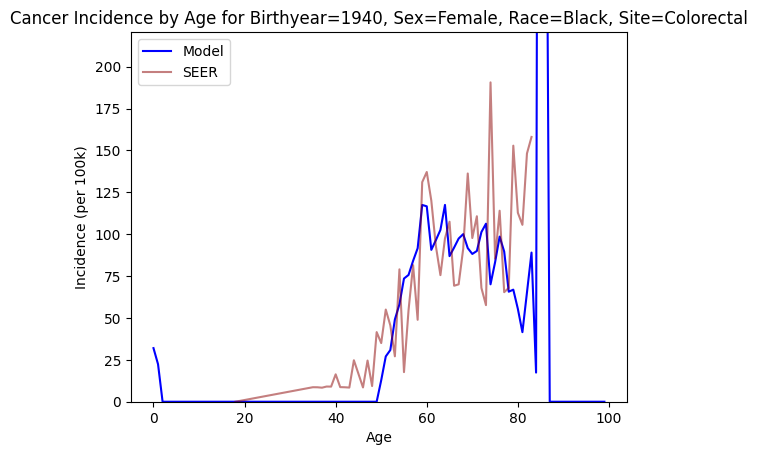 Cancer Incidence by Age for Birthyear=1940, Sex=Female, Race=Black, Site=Colorectal
Model
SEER
200
175
150
125
100
75
50
25
0
Incidence (per 100k)
0 20 40 60 80 100
Age